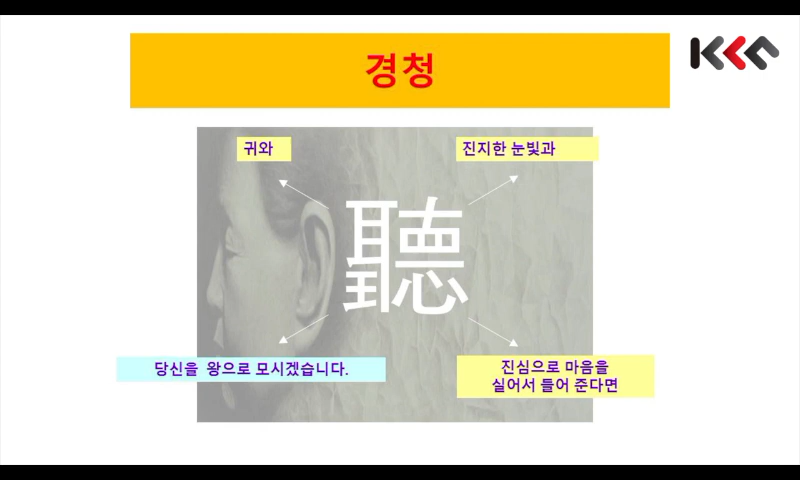 경청
귀와
진지한 눈빛과
聽
당신을 왕으로 모시겠습니다.
진심으로 마음을
실어서 들어 준다면